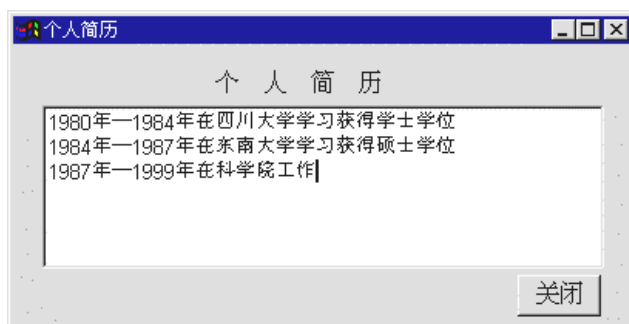 个人简历
个 人 简 历
1980年—1984年在四川大学学习获得学士学位
1984年—1987年在东南大学学习获得硕士学位
1987年—1999年在科学院工作
关闭